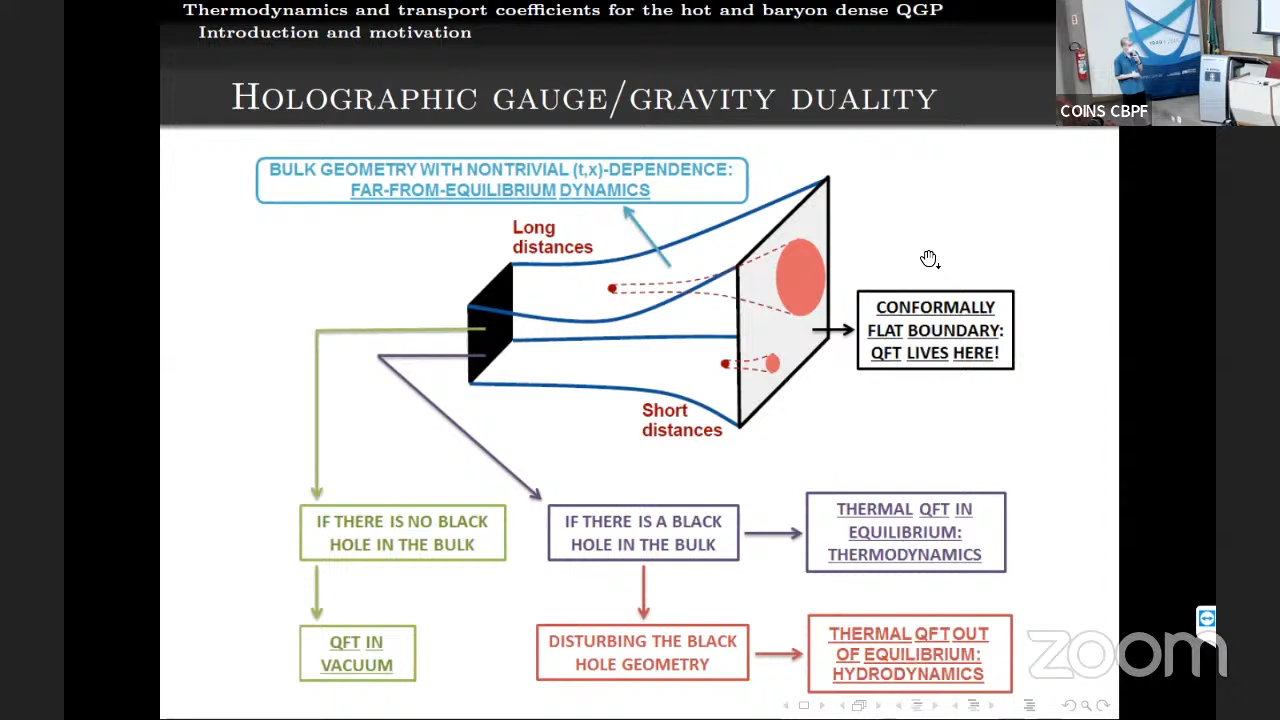 Thermodynamics and transport coefficients for the hot and baryon dense QGP
Introduction and motivation
Holographic gauge/gravity duality
COINS CBPF
BULK GEOMETRY WITH NONTRIVIAL (t,x)-DEPENDENCE:
FAR-FROM-EQUILIBRIUM DYNAMICS
Long
distances
CONFORMALLY
FLAT BOUNDARY:
QFT LIVES HERE!
Short
distances
IF THERE IS NO BLACK
HOLE IN THE BULK
IF THERE IS A BLACK
HOLE IN THE BULK
THERMAL QFT IN
EQUILIBRIUM:
THERMODYNAMICS
QFT IN
VACUUM
DISTURBING THE BLACK
HOLE GEOMETRY
THERMAL QFT OUT
OF EQUILIBRIUM:
HYDRODYNAMICS
zoom